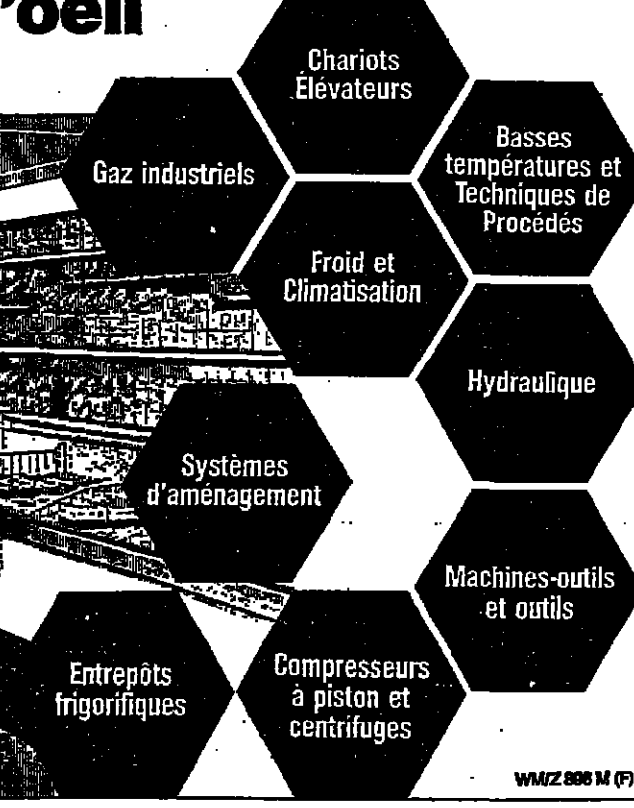 'oeil
Chariots
Élévateurs
Gaz industriels
Basses
températures et
Techniques de
Procédés
Froid et
Climatisation
Hydraulique
Systèmes
d'aménagement
Machines-outils
et outils
Entrepôts
frigorifiques
Compresseurs
à piston et
centrifuges
WM/Z 898 M (F)